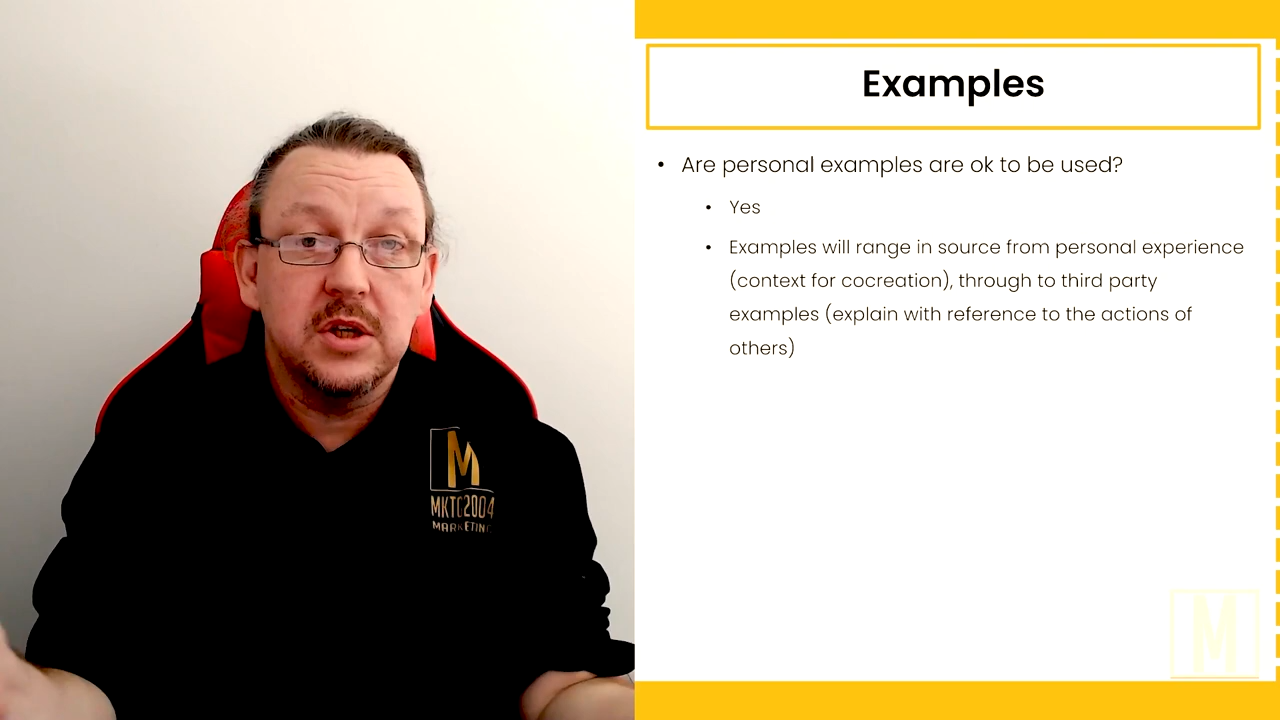 Examples
• Are personal examples are ok to be used?
• Yes
• Examples will range in source from personal experience
(context for cocreation), through to third party
examples (explain with reference to the actions of
others)
M
MKTG2004
MARKETING
M